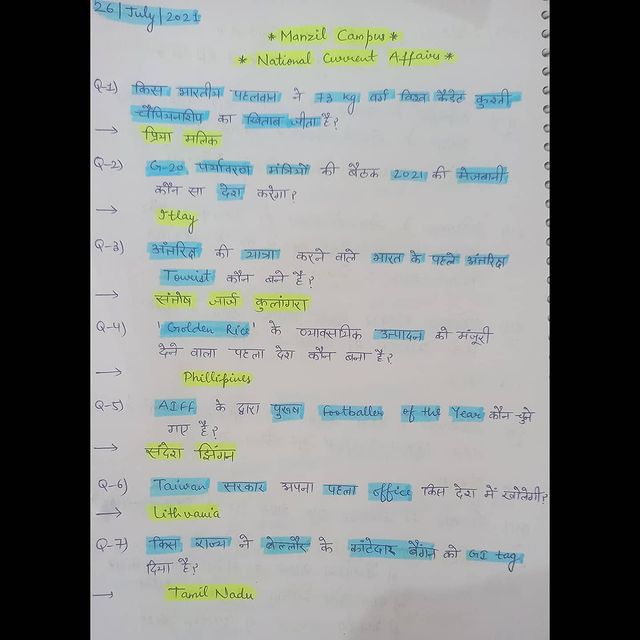 26|July|2021
* Manzil Campus *
* National Current Affairs *
Q-1) किस भारतीय पहलवान ने 73 kg वर्ग विश्व कैडेट कुश्ती
चैंपियनशिप का खिताब जीता है?
→ प्रिया मलिक
Q-2) G-20 पर्यावरण मंत्रियों की बैठक 2021 की मेजबानी
कौन सा देश करेगा?
→ Itlay
Q-3) अंतरिक्ष की यात्रा करने वाले भारत के पहले अंतरिक्ष
Tourist कौन बने है?
→ संतोष जार्ज कुलांगरा
Q-4) 'Golden Rice' के व्यावसायिक उत्पादन को मंजूरी
देने वाला पहला देश कौन बना है?
→ Phillipines
Q-5) AIFF के द्वारा पुरुष footballer of the Year कौन चुने
गए है?
→ संदेश झिंगन
Q-6) Taiwan सरकार अपना पहला office किस देश में खोलेगी?
→ Lithvania
Q-7) किस राज्य ने वेल्लौर के कांटेदार बैंगन को GI tag
दिया है?
→ Tamil Nadu